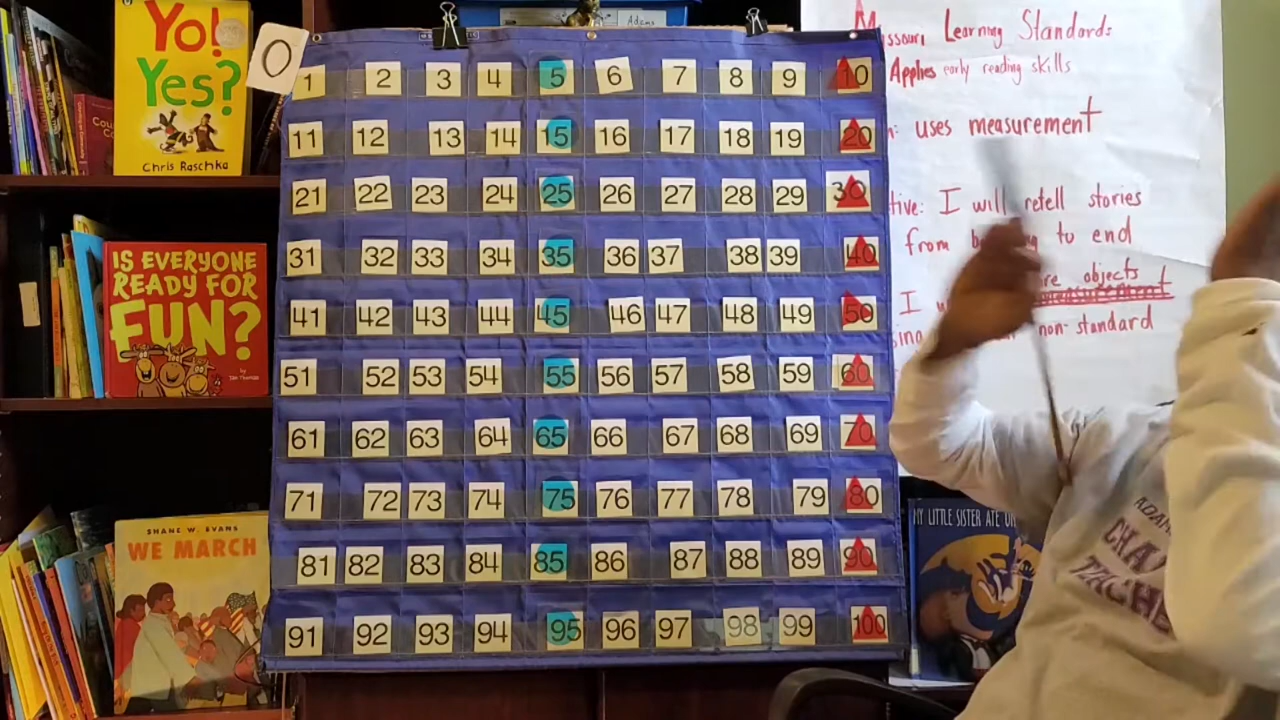 Yo!
Yes?
Chris Raschka
IS EVERYONE
READY FOR
FUN?
by
Jan Thomas
SHANE W. EVANS
WE MARCH
Adams
0
1 2 3 4 5 6 7 8 9 10
11 12 13 14 15 16 17 18 19 20
21 22 23 24 25 26 27 28 29 30
31 32 33 34 35 36 37 38 39 40
41 42 43 44 45 46 47 48 49 50
51 52 53 54 55 56 57 58 59 60
61 62 63 64 65 66 67 68 69 70
71 72 73 74 75 76 77 78 79 80
81 82 83 84 85 86 87 88 89 90
91 92 93 94 95 96 97 98 99 100
Learning Standards
Applies early reading skills
uses measurement
I will retell stories
from to end
objects
I
non-standard
MY LITTLE SISTER ATE